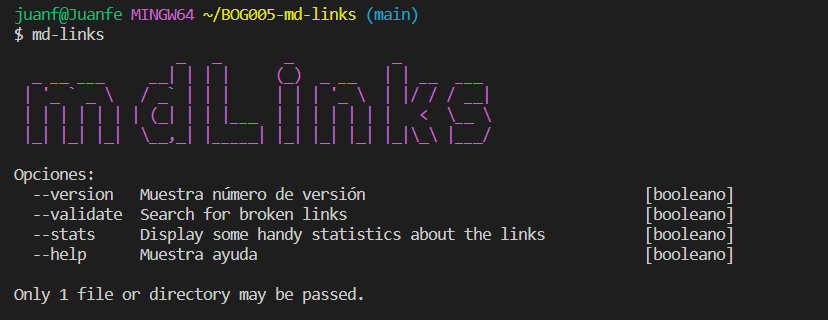 juanf@Juanfe MINGW64 ~/BOG005-md-links (main)
$ md-links
mdLinks
Opciones:
--version Muestra número de versión [booleano]
--validate Search for broken links [booleano]
--stats Display some handy statistics about the links [booleano]
--help Muestra ayuda [booleano]
Only 1 file or directory may be passed.